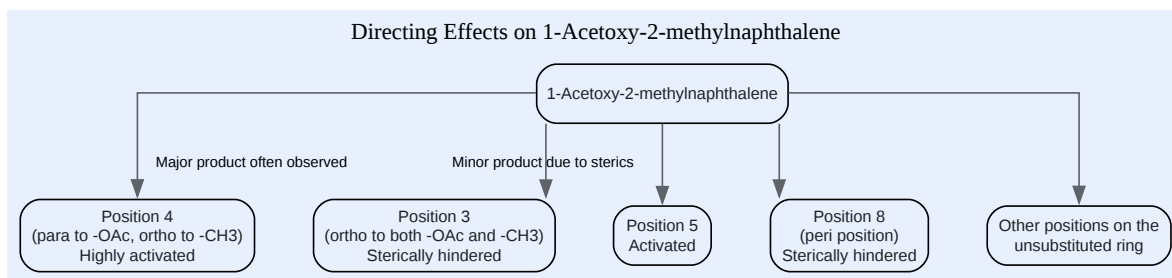 Directing Effects on 1-Acetoxy-2-methylnaphthalene
1-Acetoxy-2-methylnaphthalene
Major product often observed
Minor product due to sterics
Position 4
(para to -OAc, ortho to -CH3)
Highly activated
Position 3
(ortho to both -OAc and -CH3)
Sterically hindered
Position 5
Activated
Position 8
(peri position)
Sterically hindered
Other positions on the
unsubstituted ring